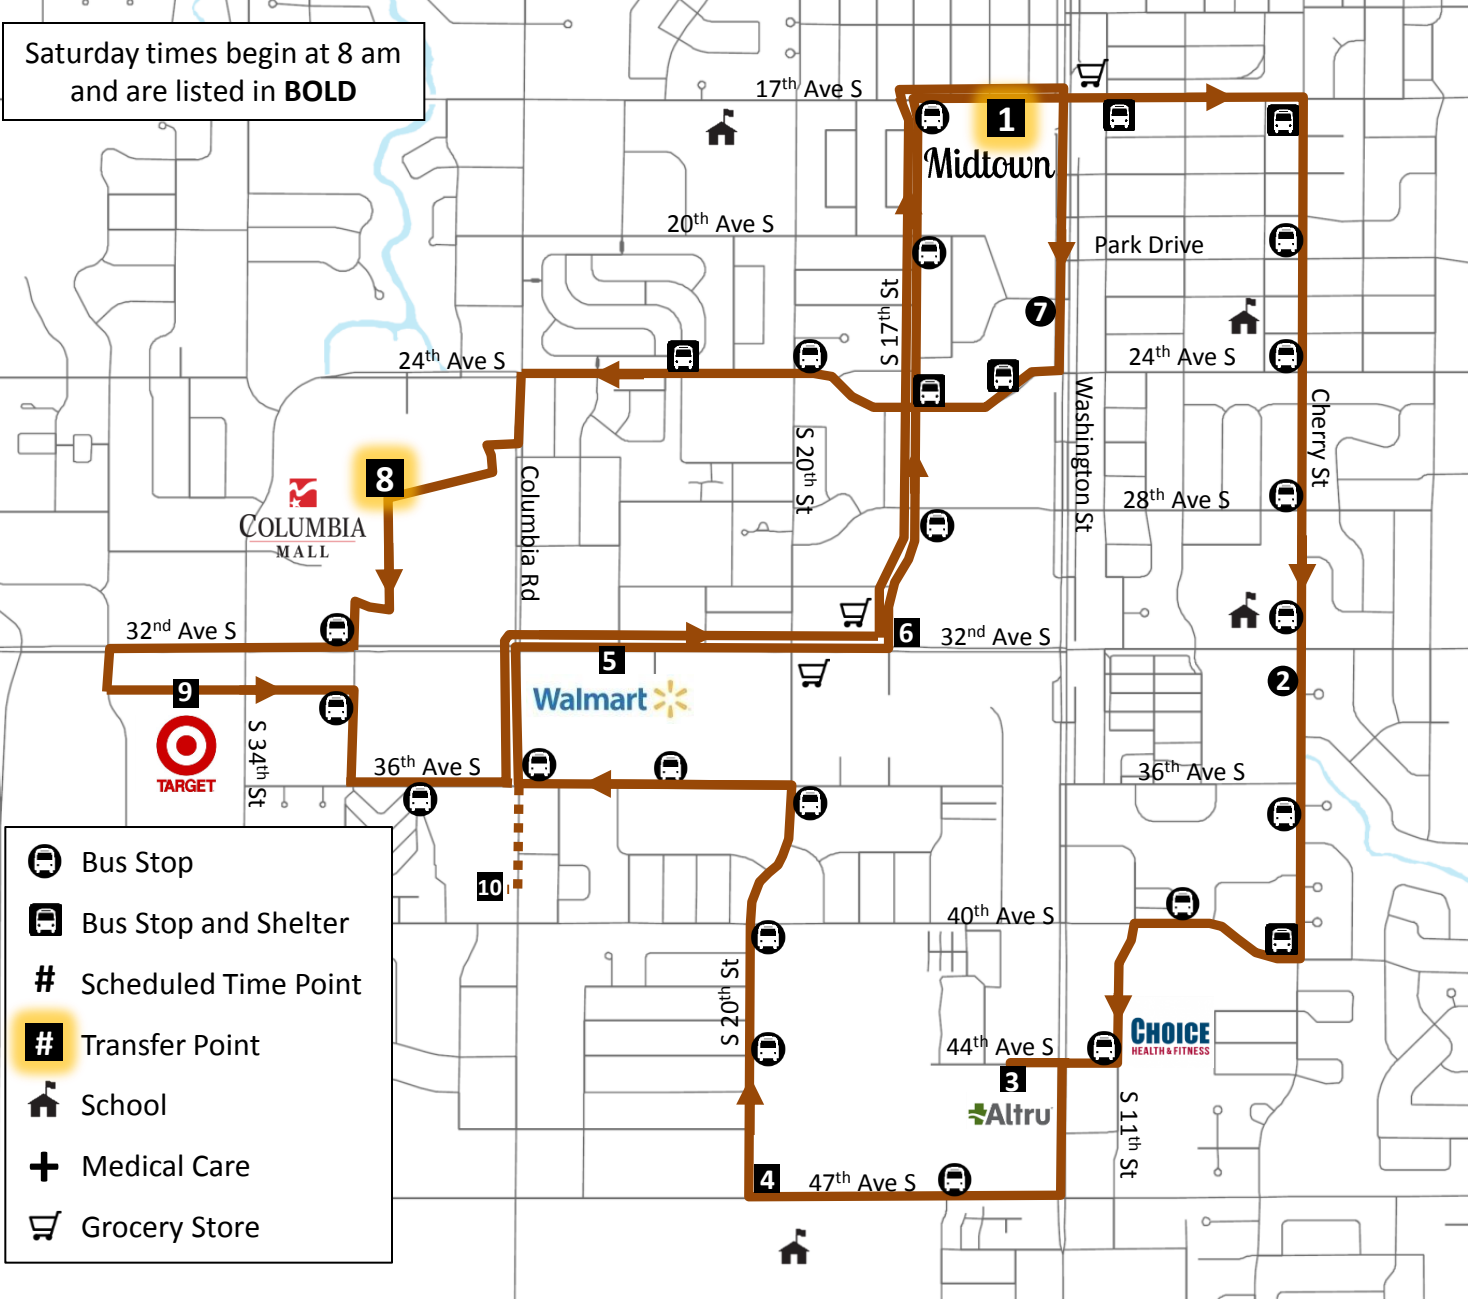 Saturday times begin at 8 am
and are listed in BOLD
17th Ave S
1
Midtown
20th Ave S
Park Drive
S 17th St
7
24th Ave S
24th Ave S
Washington St
Cherry St
8
COLUMBIA
MALL
Columbia Rd
S 20th St
28th Ave S
32nd Ave S
6
32nd Ave S
5
Walmart
9
2
TARGET
S 34th St
36th Ave S
36th Ave S
10
40th Ave S
S 20th St
44th Ave S
CHOICE
HEALTH & FITNESS
3
Altru
S 11th St
4
47th Ave S
Bus Stop
Bus Stop and Shelter
# Scheduled Time Point
# Transfer Point
School
Medical Care
Grocery Store